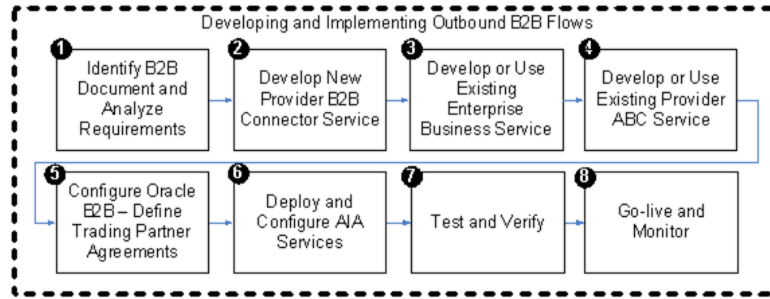 Developing and Implementing Outbound B2B Flows
1
Identify B2B
Document and
Analyze
Requirements
2
Develop New
Provider B2B
Connector Service
3
Develop or Use
Existing
Enterprise
Business Service
4
Develop or Use
Existing Provider
ABC Service
5
Configure Oracle
B2B – Define
Trading Partner
Agreements
6
Deploy and
Configure AIA
Services
7
Test and Verify
8
Go-live and
Monitor